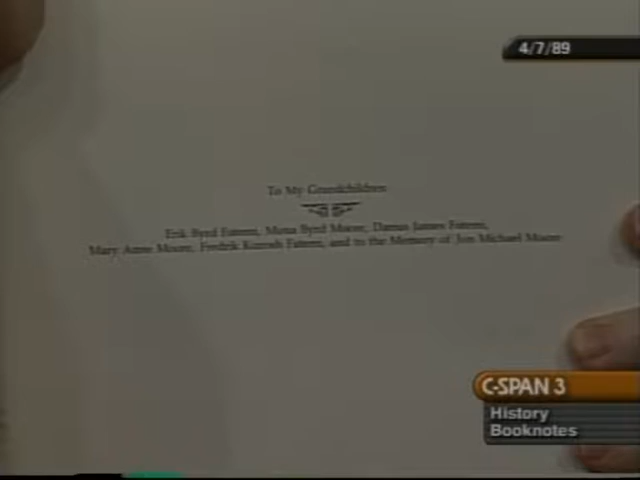 4/7/89
To My Grandchildren
Erik Byrd Fatemi, Mona Byrd Moore, Darius James Fatemi,
Mary Anne Moore, Fredrik Kurosh Fatemi, and to the Memory of Jon Michael Moore
C-SPAN 3
History
Booknotes